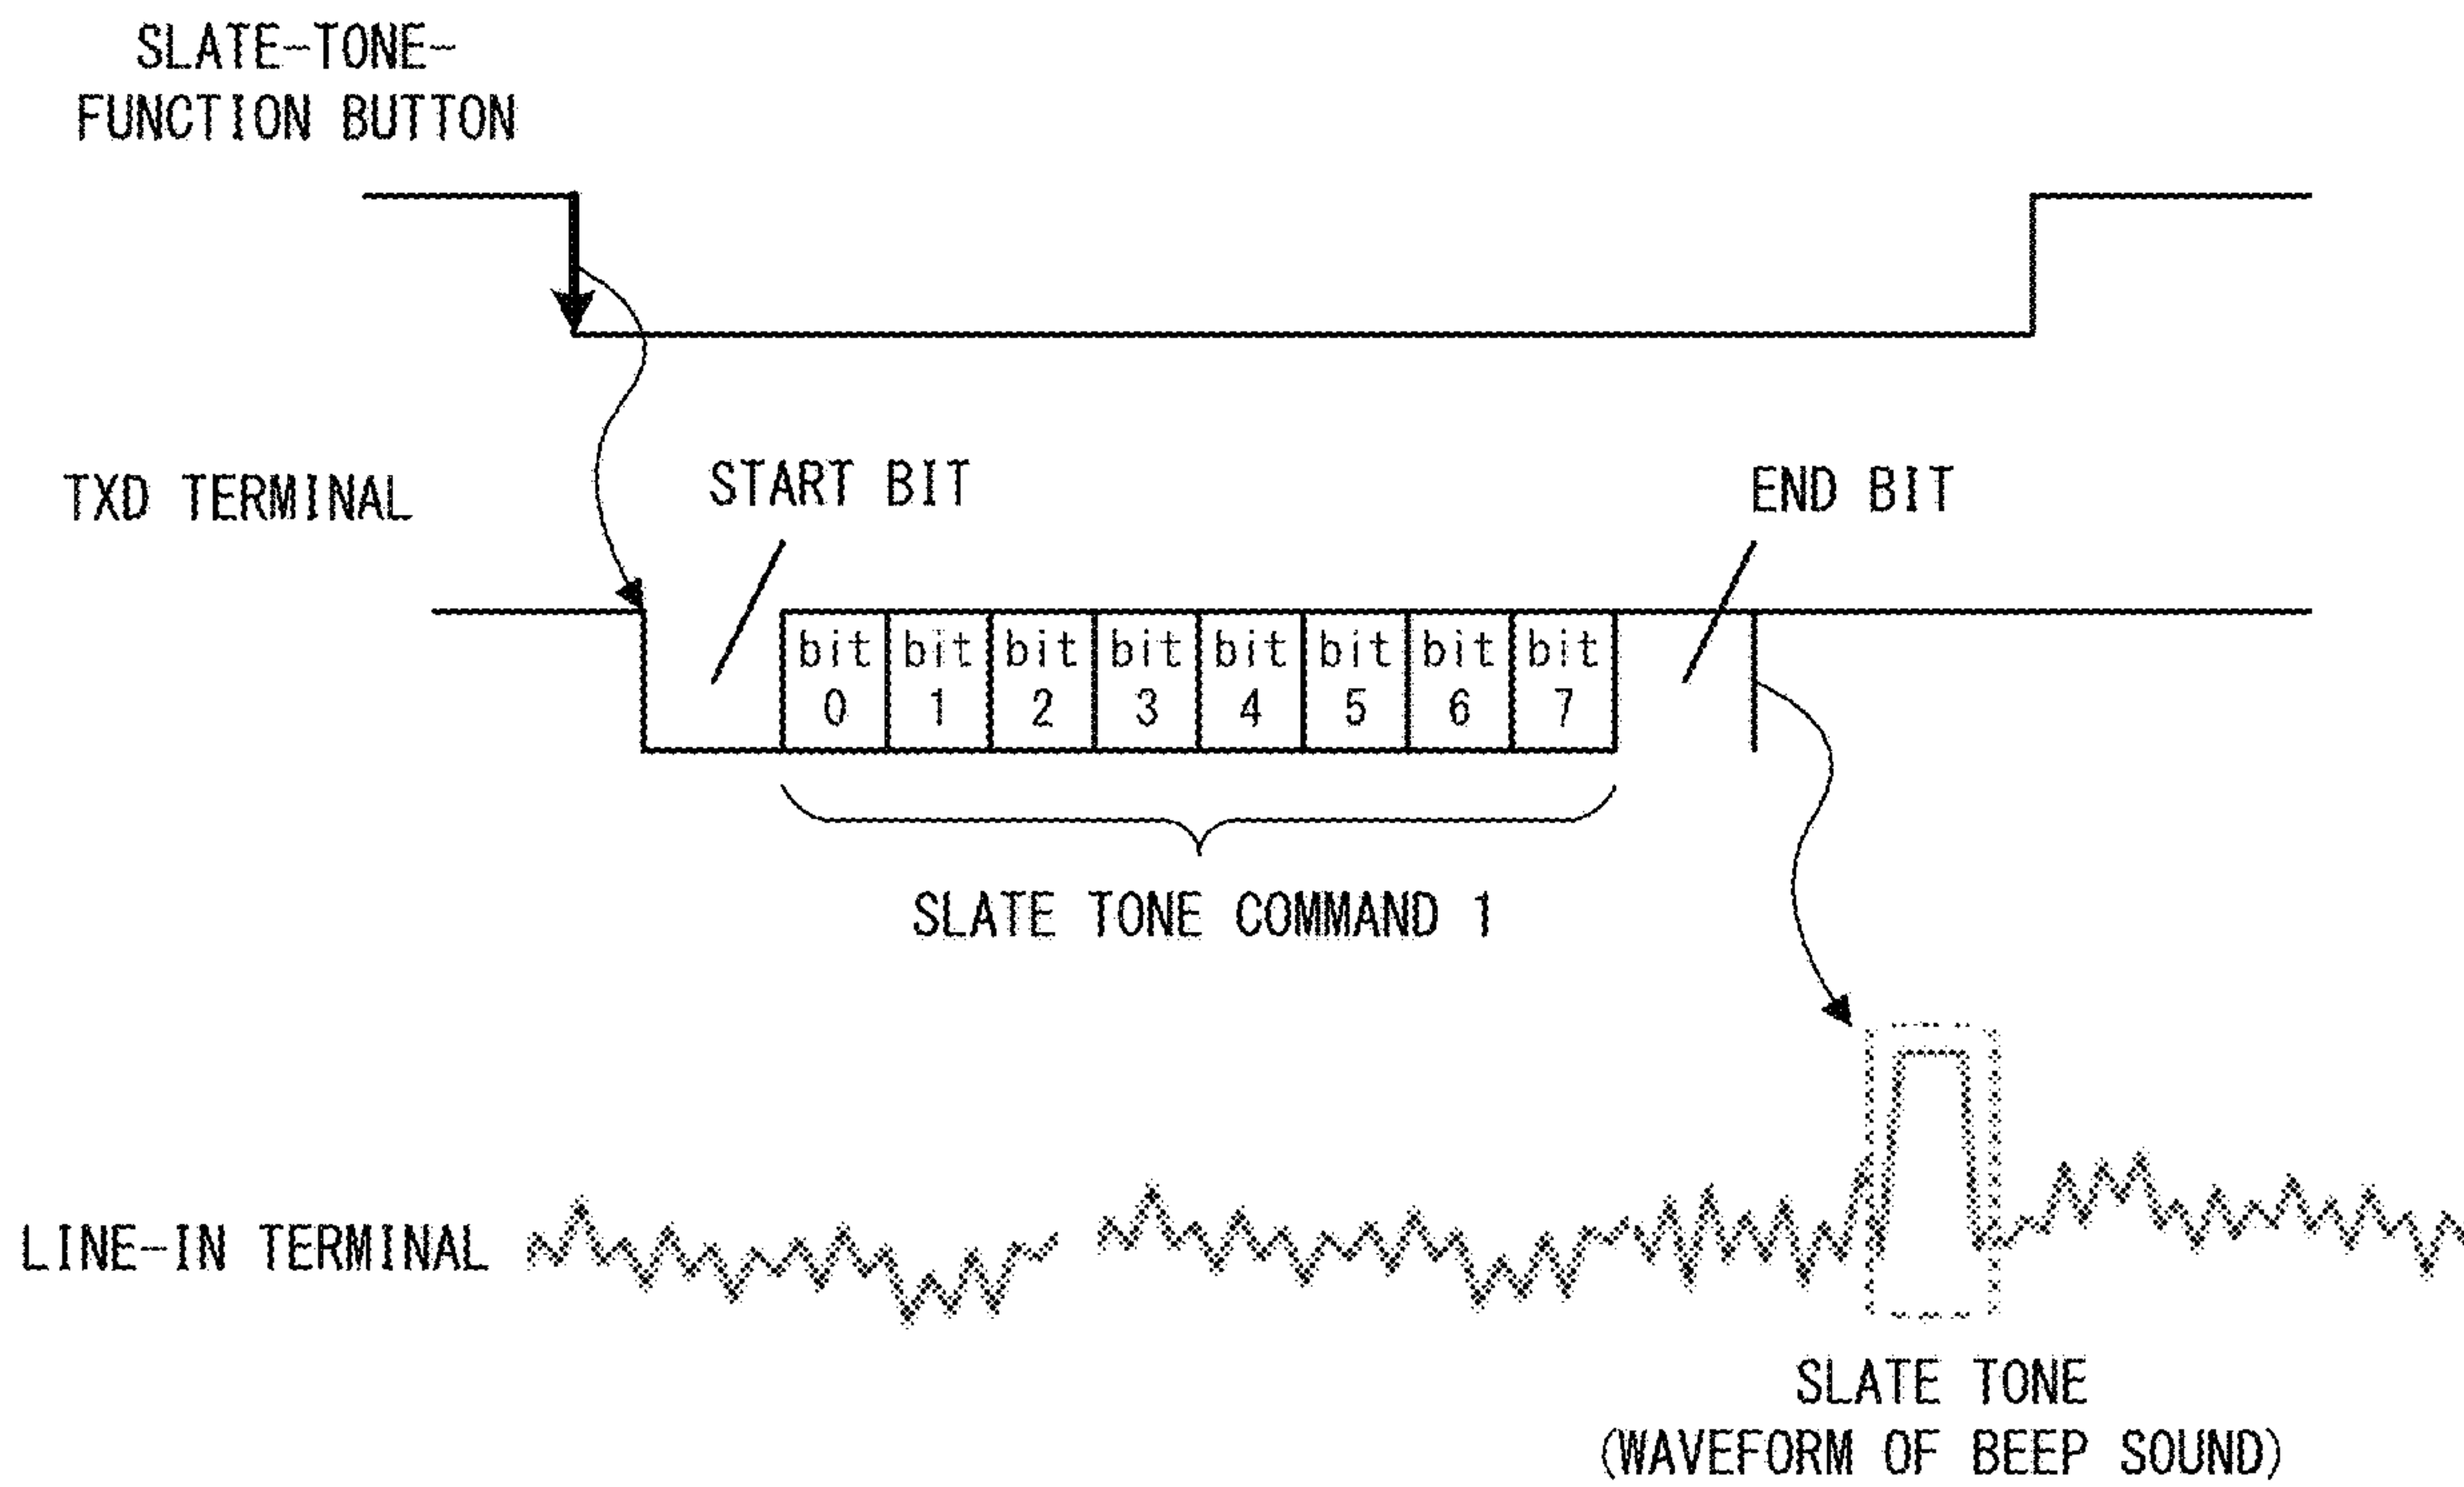 SLATE-TONE-
FUNCTION BUTTON
TXD TERMINAL
START BIT
END BIT
bit 0
bit 1
bit 2
bit 3
bit 4
bit 5
bit 6
bit 7
SLATE TONE COMMAND 1
LINE-IN TERMINAL
SLATE TONE
(WAVEFORM OF BEEP SOUND)